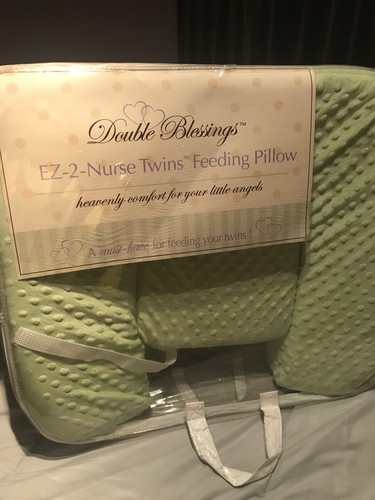 Double Blessings™
EZ-2-Nurse Twins™ Feeding Pillow
heavenly comfort for your little angels
A must-have for feeding your twins!